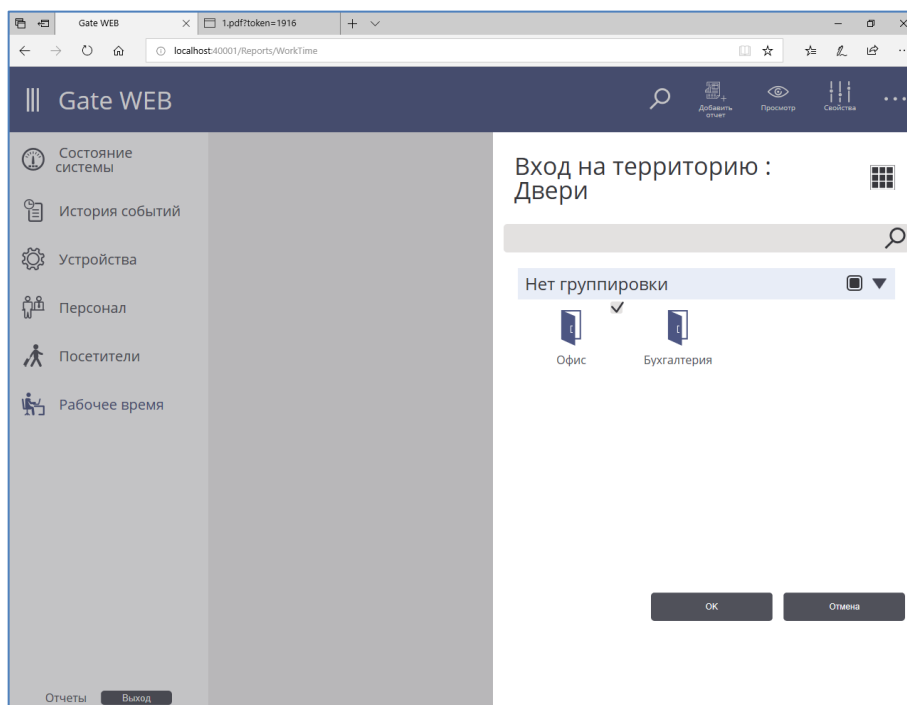 Gate WEB
1.pdf?token=1916
localhost:40001/Reports/WorkTime
Gate WEB
Добавить
отчет
Просмотр
Свойства
Состояние
системы
История событий
Устройства
Персонал
Посетители
Рабочее время
Вход на территорию :
Двери
Нет группировки
Офис
Бухгалтерия
OK
Отмена
Отчеты
Выход